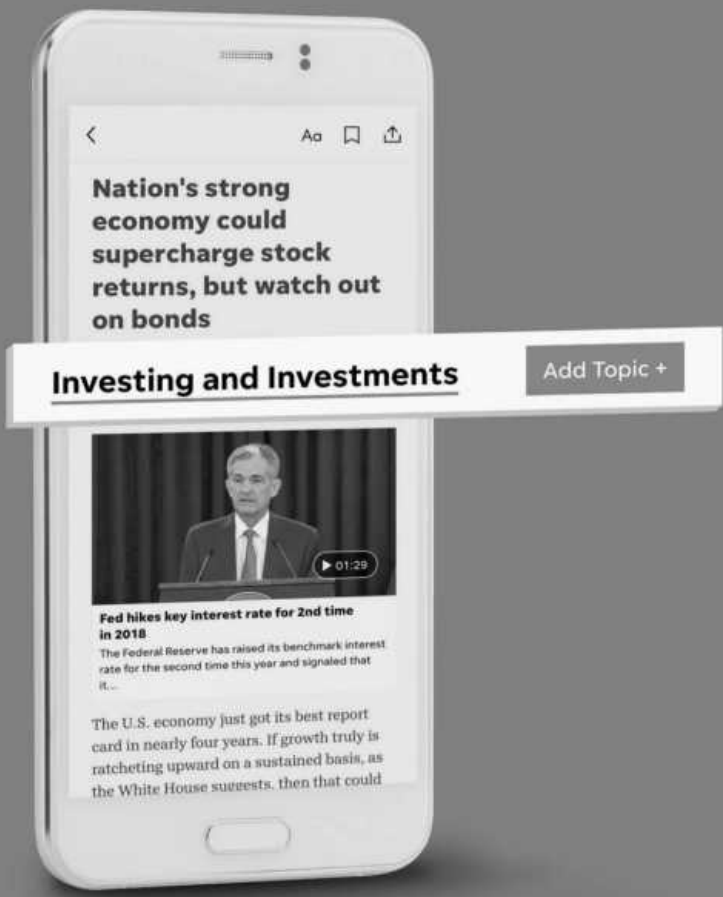 Aa
Nation's strong
economy could
supercharge stock
returns, but watch out
on bonds
Investing and Investments
Add Topic +
01:29
Fed hikes key interest rate for 2nd time
in 2018
The Federal Reserve has raised its benchmark interest
rate for the second time this year and signaled that
it...
The U.S. economy just got its best report
card in nearly four years. If growth truly is
ratcheting upward on a sustained basis, as
the White House suggests, then that could